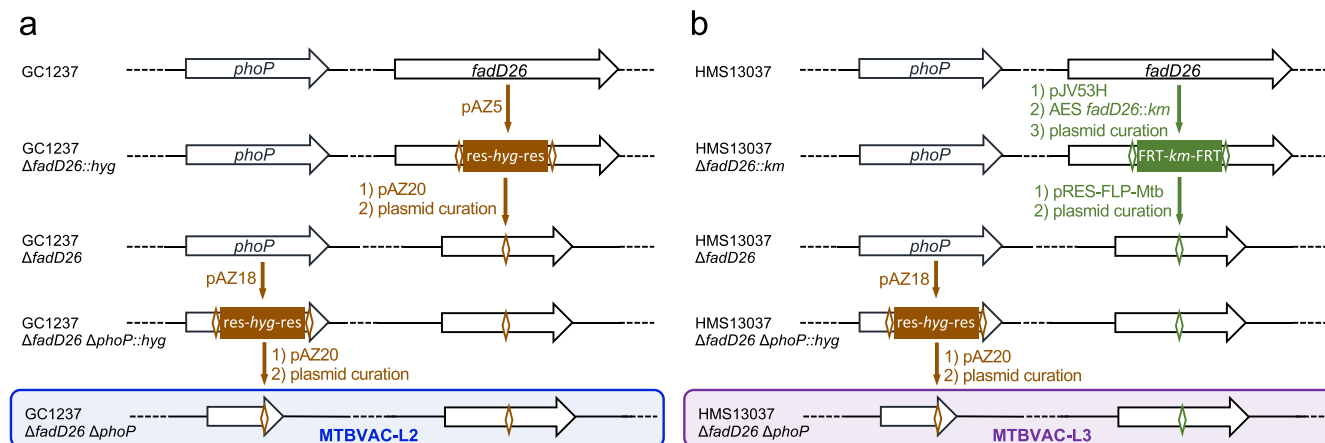 a
GC1237
phoP
fadD26
pAZ5
GC1237
ΔfadD26::hyg
phoP
res-hyg-res
1) pAZ20
2) plasmid curation
GC1237
ΔfadD26
phoP
pAZ18
GC1237
ΔfadD26 ΔphoP::hyg
res-hyg-res
1) pAZ20
2) plasmid curation
GC1237
ΔfadD26 ΔphoP
MTBVAC-L2
b
HMS13037
phoP
fadD26
1) pJV53H
2) AES fadD26::km
3) plasmid curation
HMS13037
ΔfadD26::km
phoP
FRT-km-FRT
1) pRES-FLP-Mtb
2) plasmid curation
HMS13037
ΔfadD26
phoP
pAZ18
HMS13037
ΔfadD26 ΔphoP::hyg
res-hyg-res
1) pAZ20
2) plasmid curation
HMS13037
ΔfadD26 ΔphoP
MTBVAC-L3